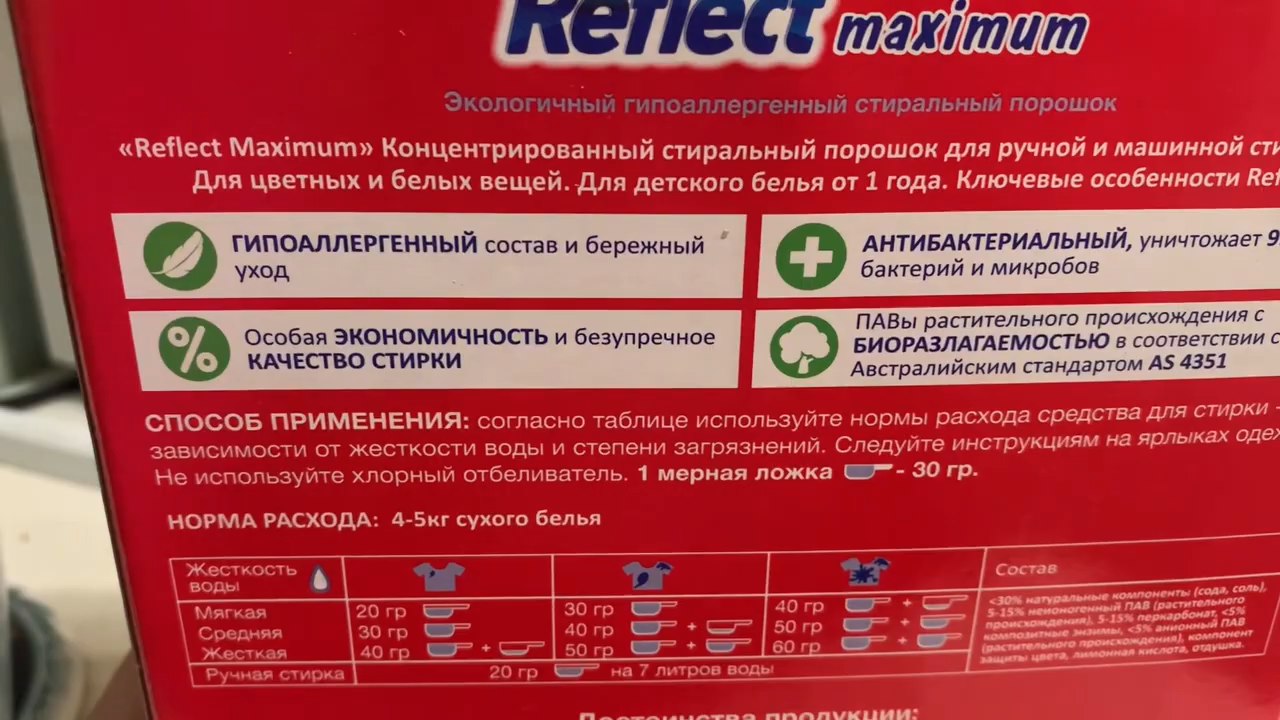 Reflect maximum
Экологичный гипоаллергенный стиральный порошок
«Reflect Maximum» Концентрированный стиральный порошок для ручной и машинной сти
Для цветных и белых вещей. Для детского белья от 1 года. Ключевые особенности Ref
ГИПОАЛЛЕРГЕННЫЙ состав и бережный
уход
АНТИБАКТЕРИАЛЬНЫЙ, уничтожает 9
бактерий и микробов
Особая ЭКОНОМИЧНОСТЬ и безупречное
КАЧЕСТВО СТИРКИ
ПАВы растительного происхождения с
БИОРАЗЛАГАЕМОСТЬЮ в соответствии с
Австралийским стандартом AS 4351
СПОСОБ ПРИМЕНЕНИЯ: согласно таблице используйте нормы расхода средства для стирки -
зависимости от жесткости воды и степени загрязнений. Следуйте инструкциям на ярлыках одеж
Не используйте хлорный отбеливатель. 1 мерная ложка - 30 гр.
НОРМА РАСХОДА: 4-5кг сухого белья
Жесткость
воды
Мягкая 20 гр 30 гр 40 гр +
Средняя 30 гр 40 гр + 50 гр +
Жесткая 40 гр + 50 гр + 60 гр +
Ручная стирка 20 гр на 7 литров воды
Состав
<30% натуральные компоненты (сода, соль),
5-15% неионогенный ПАВ (растительного
происхождения), 5-15% перкарбонат, <5%
композитные энзимы, <5% анионный ПАВ
(растительного происхождения), компонент
защиты цвета, лимонная кислота, отдушка.
Достоинства продукции: